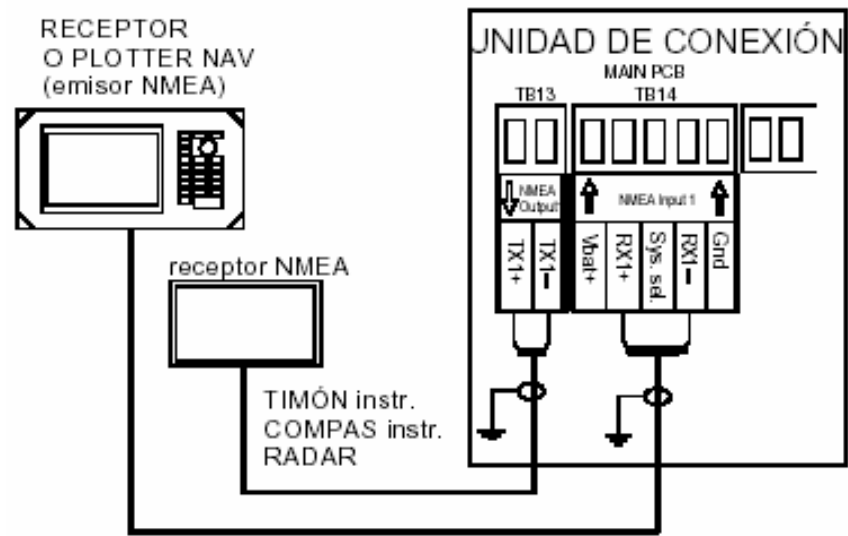 RECEPTOR
O PLOTTER NAV
(emisor NMEA)
UNIDAD DE CONEXIÓN
MAIN PCB
TB13
TB14
NMEA
Output
NMEA Input 1
TX1+
TX1-
Vbat+
RX1+
Sys. sel.
RX1-
Gnd
receptor NMEA
TIMÓN instr.
COMPAS instr.
RADAR